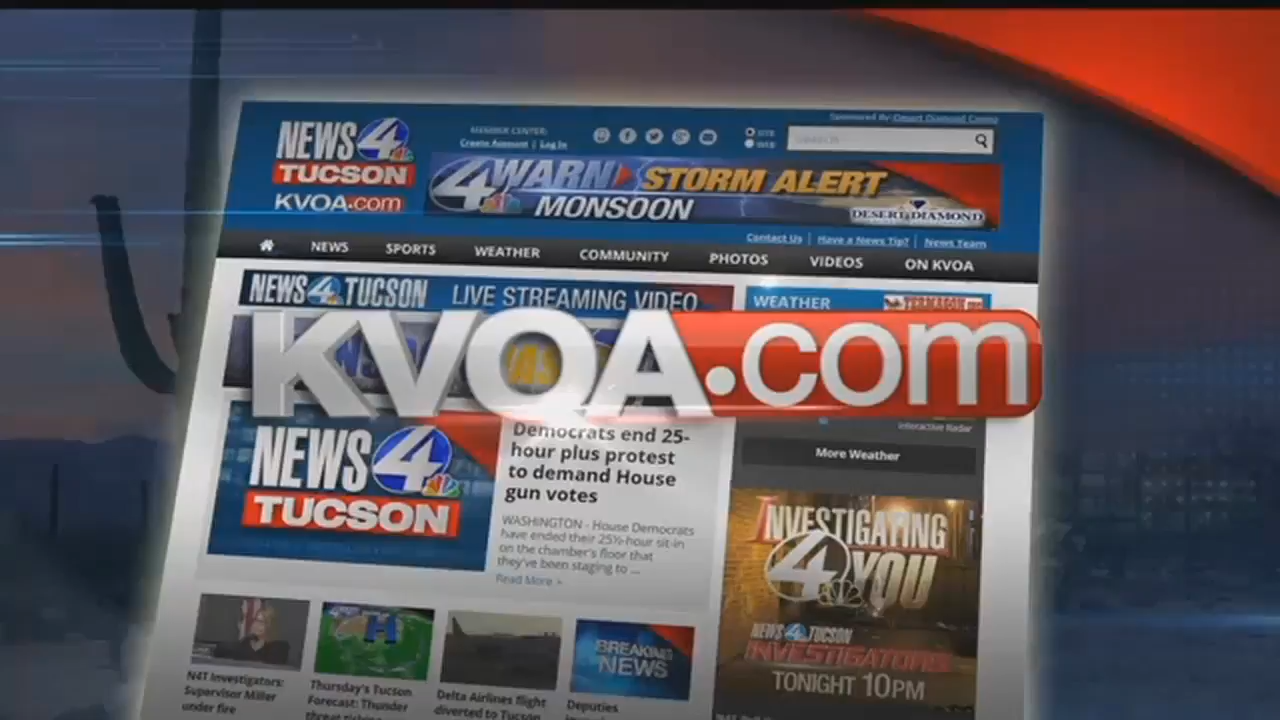 Sponsored By: Desert Diamond Casino
NEWS 4
TUCSON
KVOA.com
MEMBER CENTER:
Create Account | Log In
SITE
WEB
4 WARN STORM ALERT
MONSOON
DESERT DIAMOND
Contact Us | Have a News Tip? | News Team
NEWS SPORTS WEATHER COMMUNITY PHOTOS VIDEOS ON KVOA
NEWS 4 TUCSON LIVE STREAMING VIDEO
WEATHER
KVOA.com
Interactive Radar
More Weather
NEWS 4
TUCSON
Democrats end 25-
hour plus protest
to demand House
gun votes
WASHINGTON - House Democrats
have ended their 25½-hour sit-in
on the chamber's floor that
they've been staging to ...
Read More »
INVESTIGATING
4 YOU
NEWS 4 TUCSON
INVESTIGATORS
TONIGHT 10PM
BREAKING
NEWS
N4T Investigators:
Supervisor Miller
under fire
Thursday's Tucson
Forecast: Thunder
threat rising
Delta Airlines flight
diverted to Tucson
Deputies